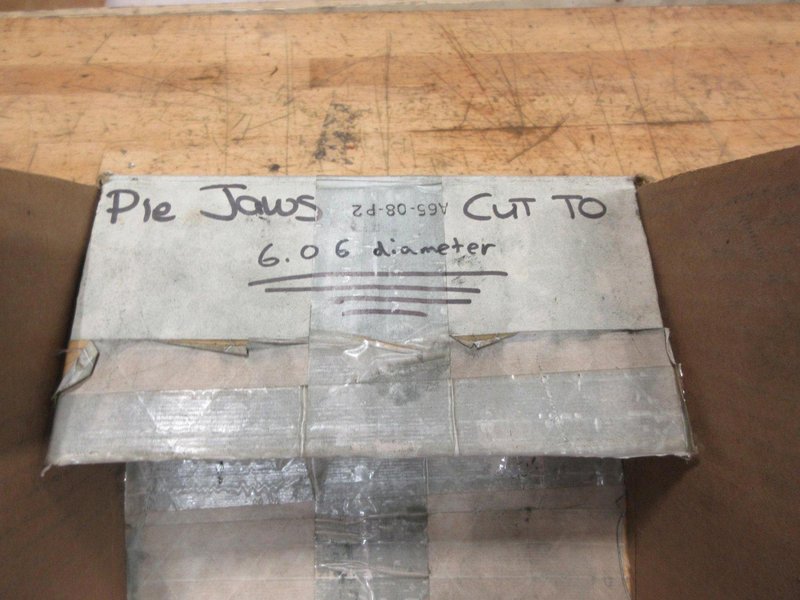 Pie Jaws A65-08-P2 CUT TO
6.06 diameter